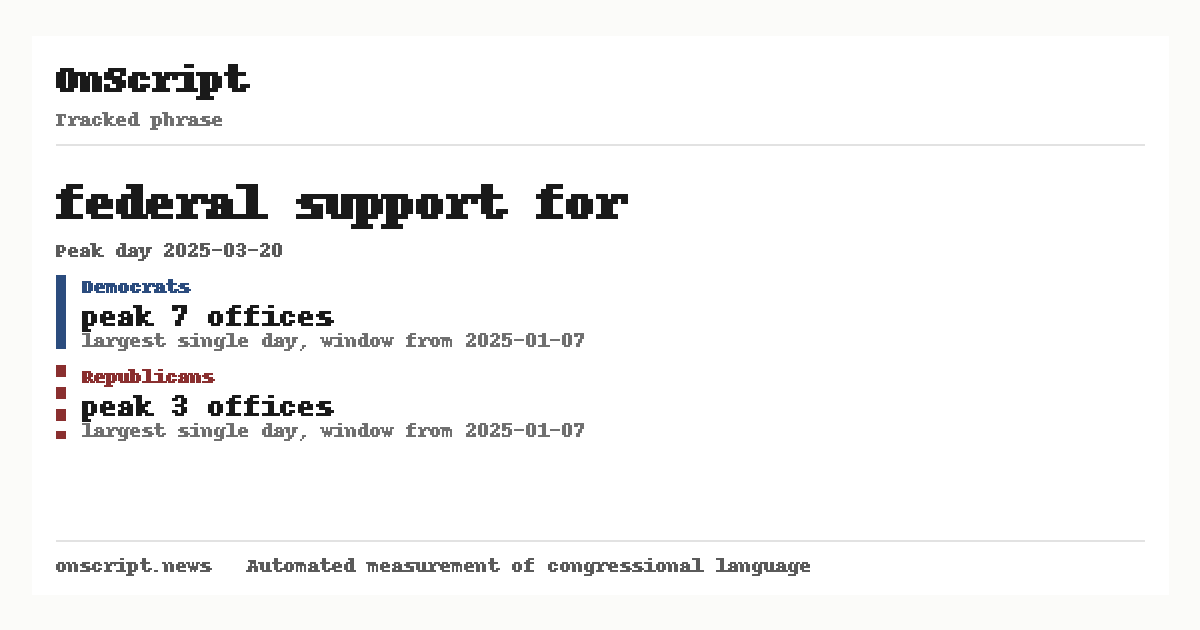 OnScript
Tracked phrase
federal support for
Peak day 2025-03-20
Democrats
peak 7 offices
largest single day, window from 2025-01-07
Republicans
peak 3 offices
largest single day, window from 2025-01-07
onscript.news Automated measurement of congressional language